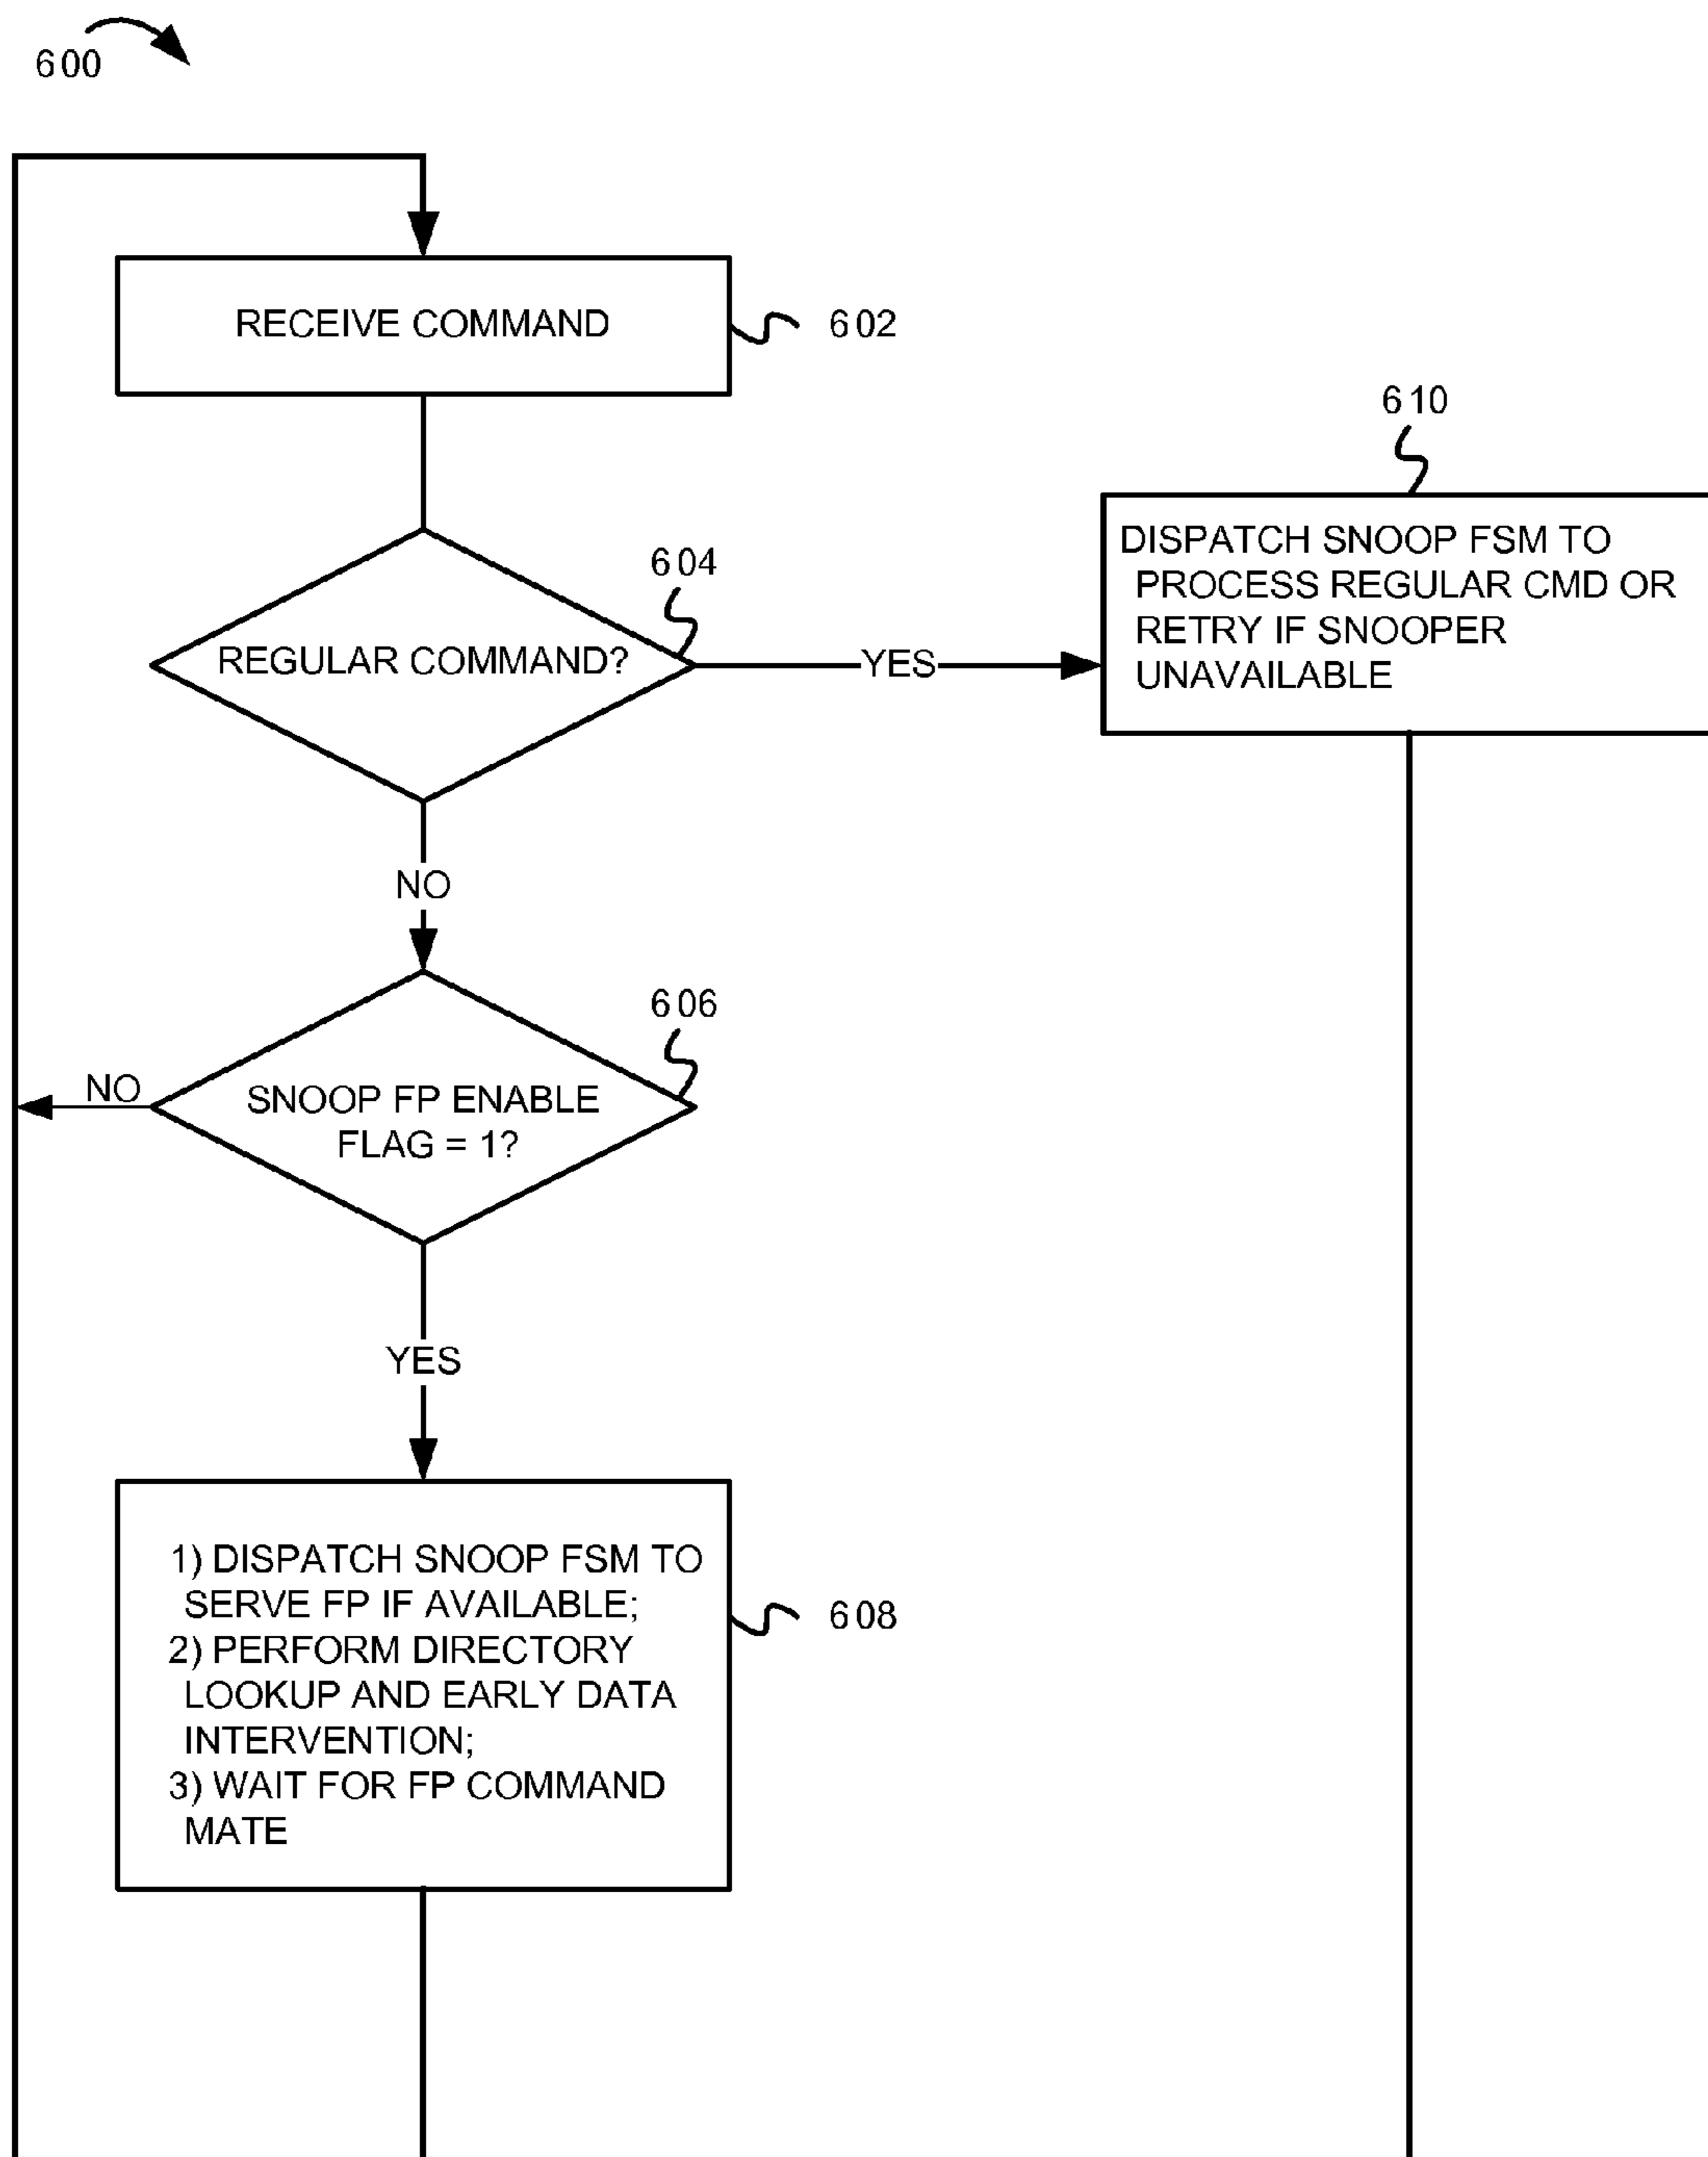 600
RECEIVE COMMAND
602
610
DISPATCH SNOOP FSM TO
PROCESS REGULAR CMD OR
RETRY IF SNOOPER
UNAVAILABLE
604
REGULAR COMMAND?
YES
NO
606
NO
SNOOP FP ENABLE
FLAG = 1?
YES
1) DISPATCH SNOOP FSM TO
SERVE FP IF AVAILABLE;
2) PERFORM DIRECTORY
LOOKUP AND EARLY DATA
INTERVENTION;
3) WAIT FOR FP COMMAND
MATE
608